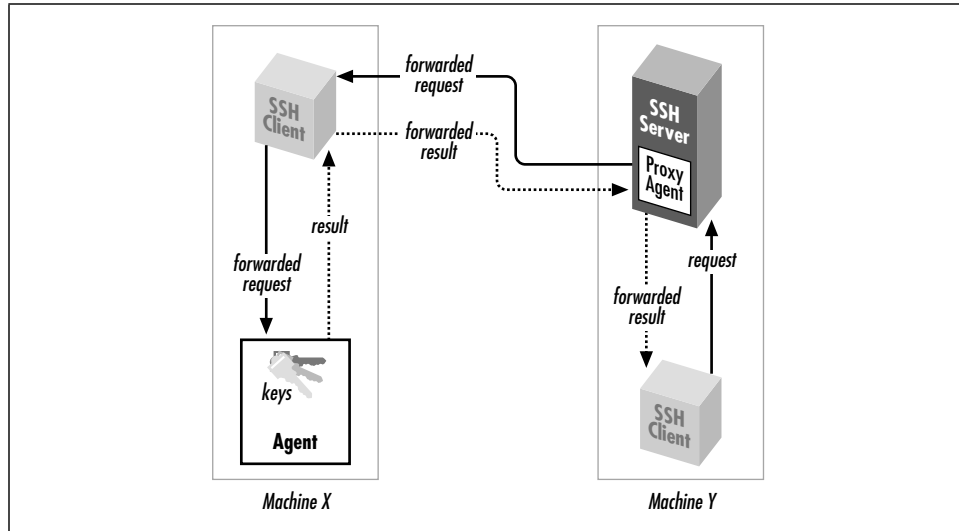 forwarded
request
SSH
Client
forwarded
result
result
forwarded
request
keys
Agent
Machine X
SSH
Server
Proxy
Agent
request
forwarded
result
SSH
Client
Machine Y